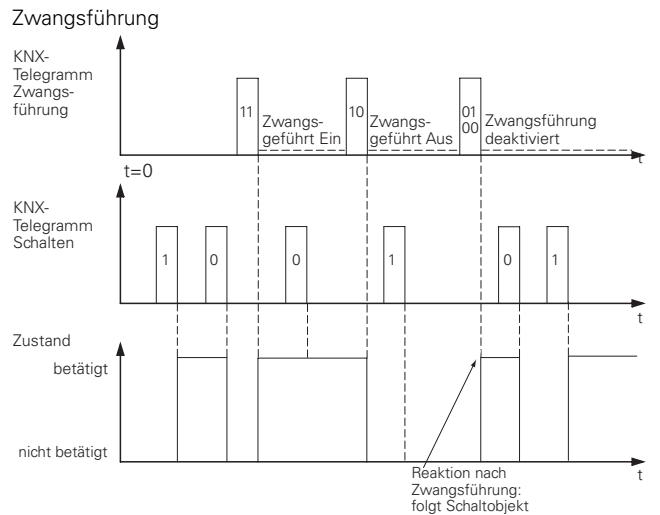 Zwangsführung
KNX-
Telegramm
Zwangs-
führung
11
Zwangs-
geführt Ein
10
Zwangs-
geführt Aus
01
00
Zwangsführung
deaktiviert
t
t=0
KNX-
Telegramm
Schalten
1
0
0
1
0
1
t
Zustand
betätigt
nicht betätigt
t
Reaktion nach
Zwangsführung:
folgt Schaltobjekt